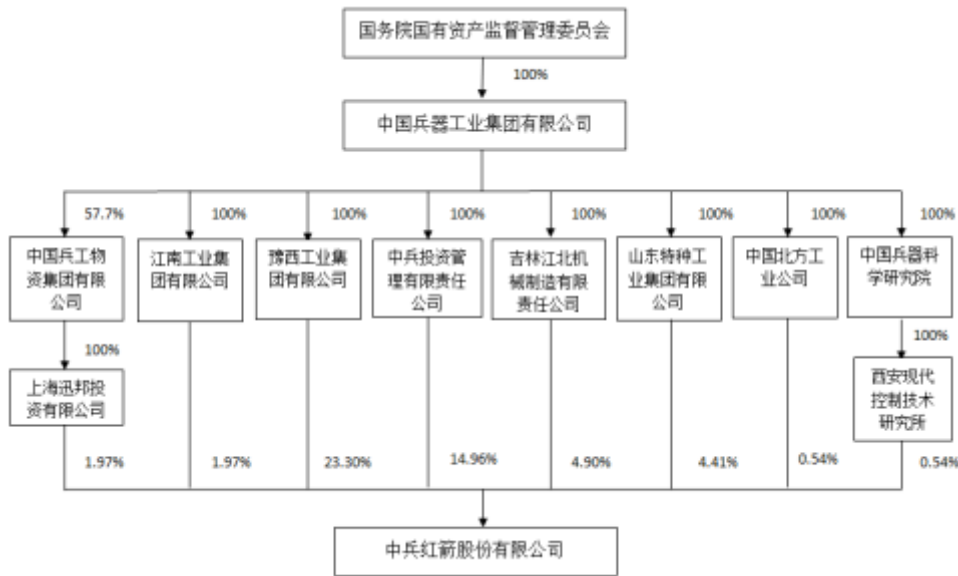 国务院国有资产监督管理委员会
100%
中国兵器工业集团有限公司
57.7%
100%
100%
100%
100%
100%
100%
100%
中国兵工物
资集团有限公
司
江南工业集
团有限公司
豫西工业集
团有限公司
中兵投资管
理有限责任
公司
吉林江北机
械制造有限
责任公司
山东特种工
业集团有限
公司
中国北方工
业公司
中国兵器科
学研究院
100%
100%
上海迅邦投
资有限公司
西安现代
控制技术
研究所
1.97%
1.97%
23.30%
14.96%
4.90%
4.41%
0.54%
0.54%
中兵红箭股份有限公司